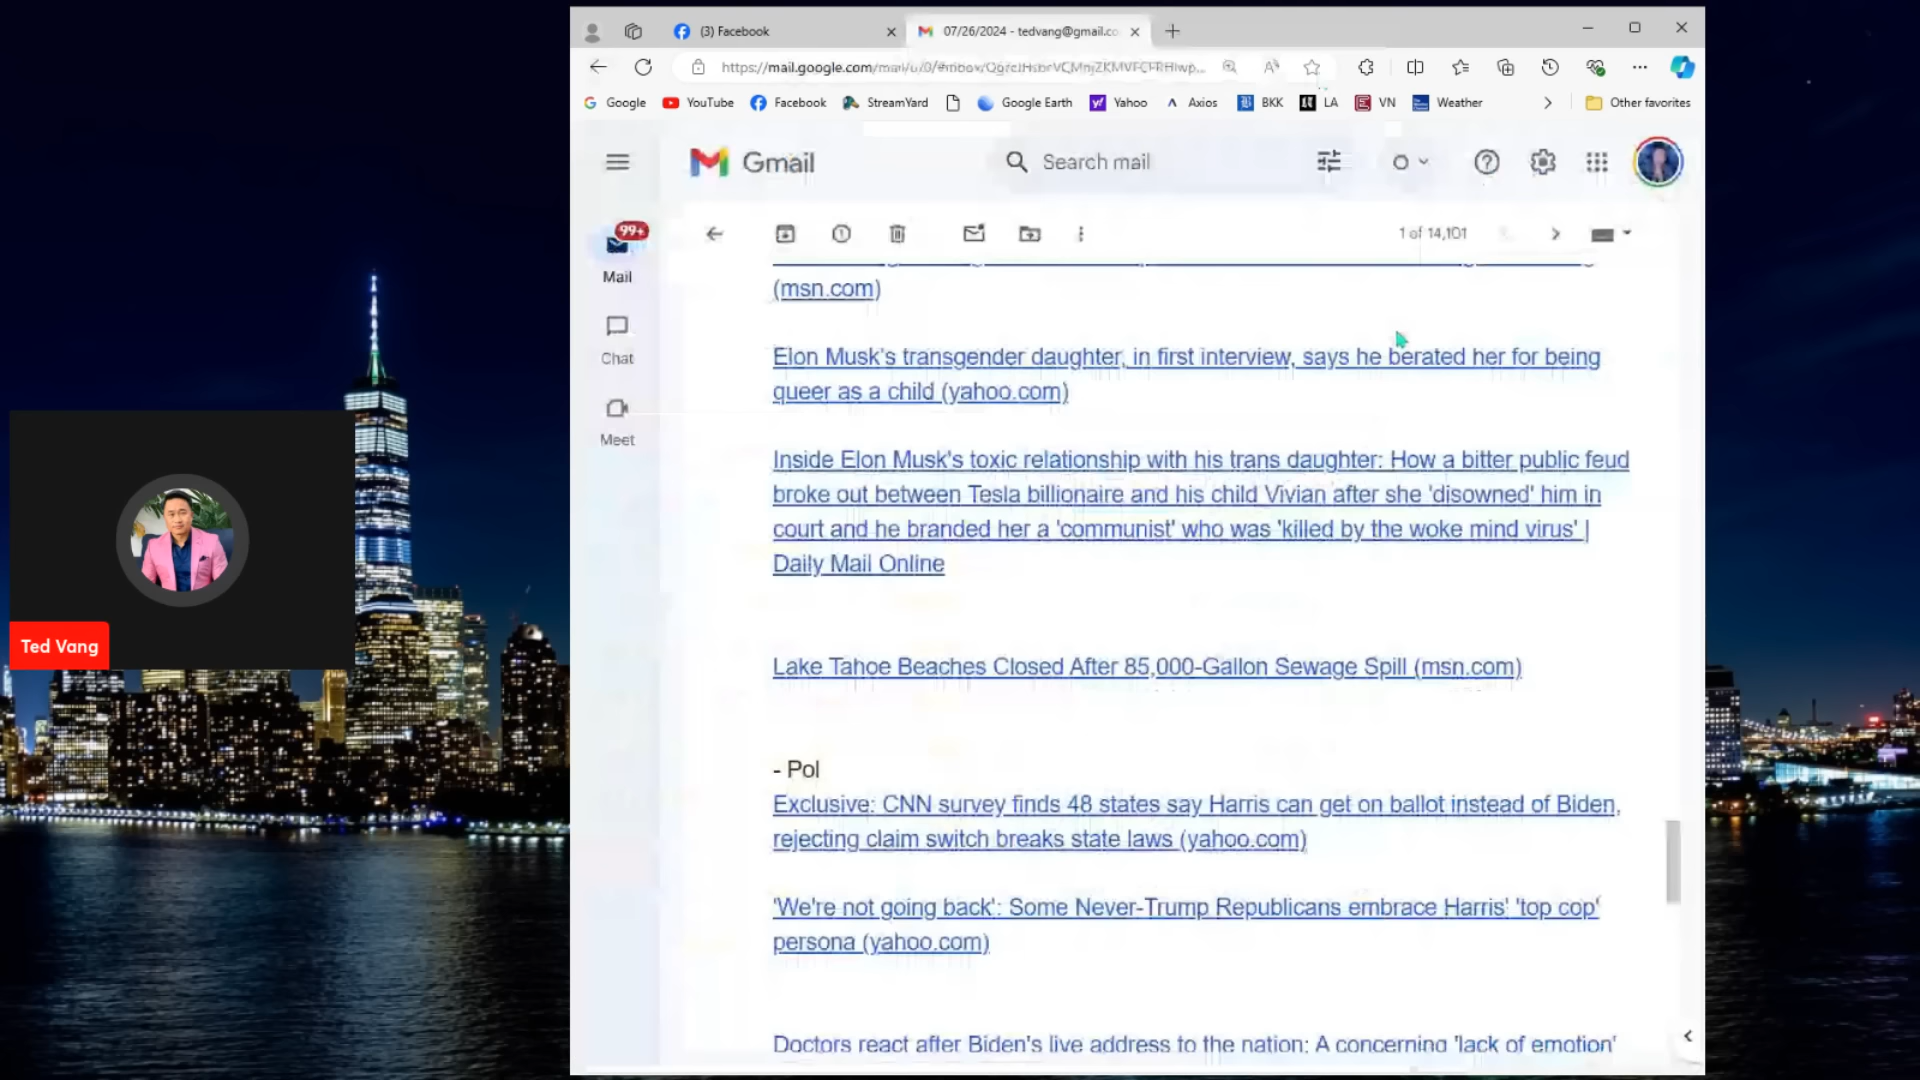 (3) Facebook
07/26/2024 - tedvang@gmail.co
Google
YouTube
Facebook
StreamYard
Google Earth
Yahoo
Axios
BKK
LA
VN
Weather
Other favorites
Gmail
Search mail
99+
Mail
Chat
Meet
1 of 14,101
(msn.com)
Elon Musk's transgender daughter, in first interview, says he berated her for being
queer as a child (yahoo.com)
Inside Elon Musk's toxic relationship with his trans daughter: How a bitter public feud
broke out between Tesla billionaire and his child Vivian after she 'disowned' him in
court and he branded her a 'communist' who was 'killed by the woke mind virus' |
Daily Mail Online
Lake Tahoe Beaches Closed After 85,000-Gallon Sewage Spill (msn.com)
- Pol
Exclusive: CNN survey finds 48 states say Harris can get on ballot instead of Biden,
rejecting claim switch breaks state laws (yahoo.com)
'We're not going back': Some Never-Trump Republicans embrace Harris' 'top cop'
persona (yahoo.com)
Doctors react after Biden's live address to the nation: A concerning 'lack of emotion'
Ted Vang